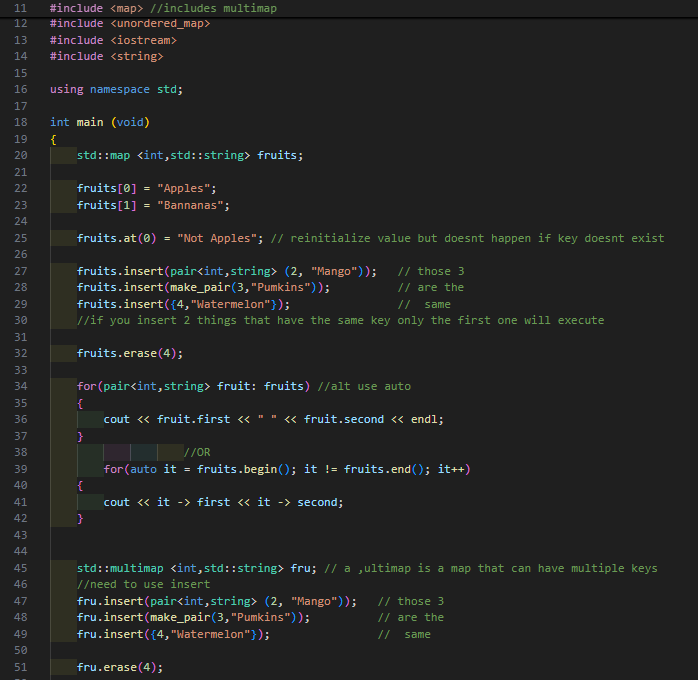 11 #include <map> //includes multimap
12 #include <unordered_map>
13 #include <iostream>
14 #include <string>
15
16 using namespace std;
17
18 int main (void)
19 {
20 std::map <int,std::string> fruits;
21
22 fruits[0] = "Apples";
23 fruits[1] = "Bannanas";
24
25 fruits.at(0) = "Not Apples"; // reinitialize value but doesnt happen if key doesnt exist
26
27 fruits.insert(pair<int,string> (2, "Mango")); // those 3
28 fruits.insert(make_pair(3,"Pumkins")); // are the
29 fruits.insert({4,"Watermelon"}); // same
30 //if you insert 2 things that have the same key only the first one will execute
31
32 fruits.erase(4);
33
34 for(pair<int,string> fruit: fruits) //alt use auto
35 {
36 cout << fruit.first << " " << fruit.second << endl;
37 }
38 //OR
39 for(auto it = fruits.begin(); it != fruits.end(); it++)
40 {
41 cout << it -> first << it -> second;
42 }
43
44
45 std::multimap <int,std::string> fru; // a ,ultimap is a map that can have multiple keys
46 //need to use insert
47 fru.insert(pair<int,string> (2, "Mango")); // those 3
48 fru.insert(make_pair(3,"Pumkins")); // are the
49 fru.insert({4,"Watermelon"}); // same
50
51 fru.erase(4);